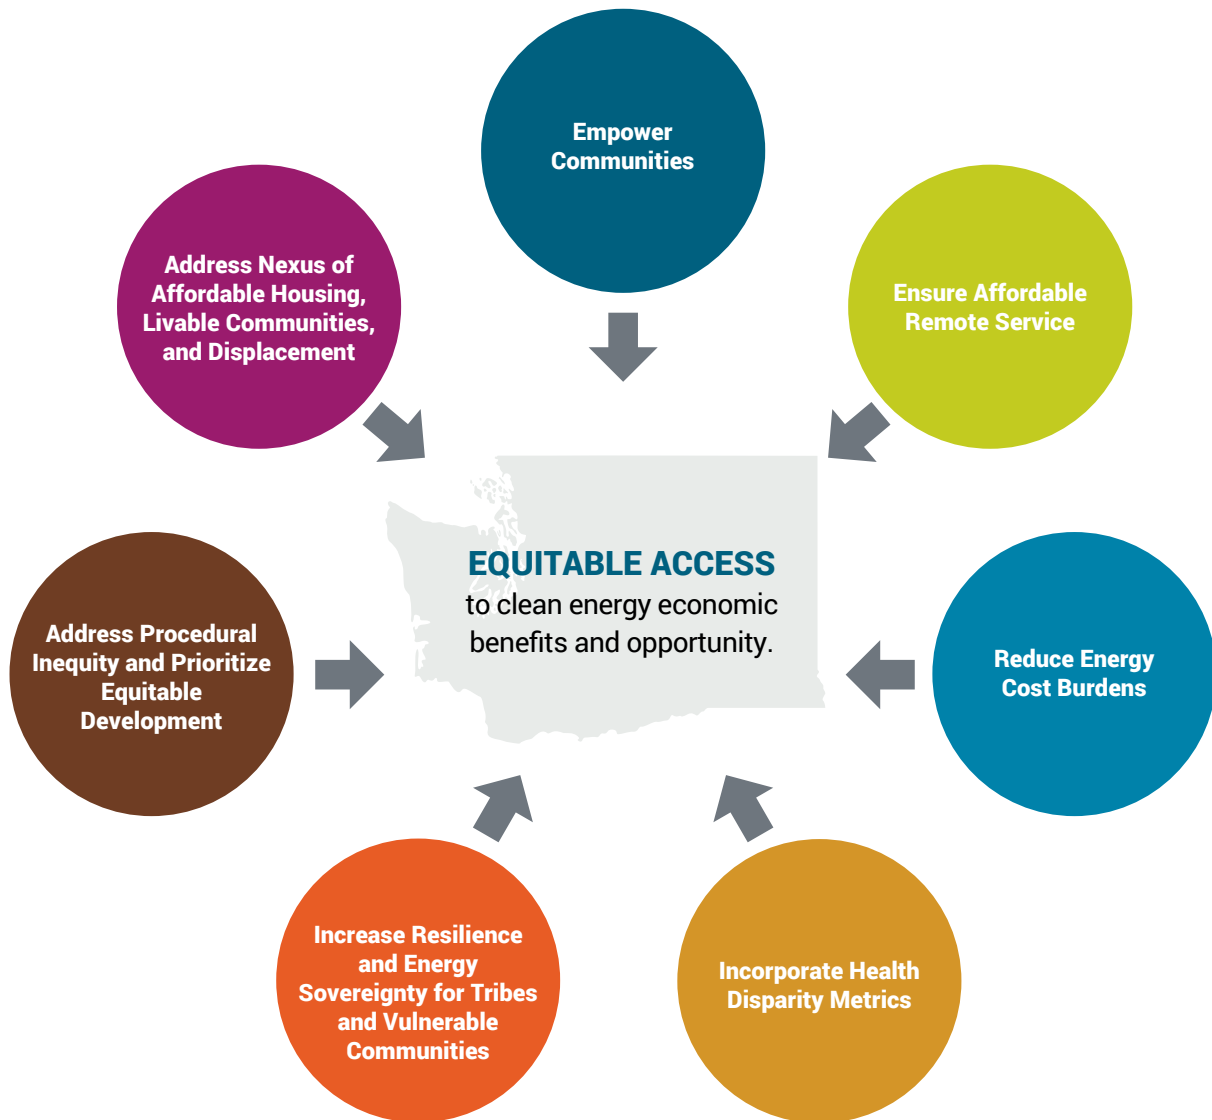 Empower
Communities
Ensure Affordable
Remote Service
Reduce Energy
Cost Burdens
Incorporate Health
Disparity Metrics
Increase Resilience
and Energy
Sovereignty for Tribes
and Vulnerable
Communities
Address Procedural
Inequity and Prioritize
Equitable
Development
Address Nexus of
Affordable Housing,
Livable Communities,
and Displacement
EQUITABLE ACCESS
to clean energy economic
benefits and opportunity.